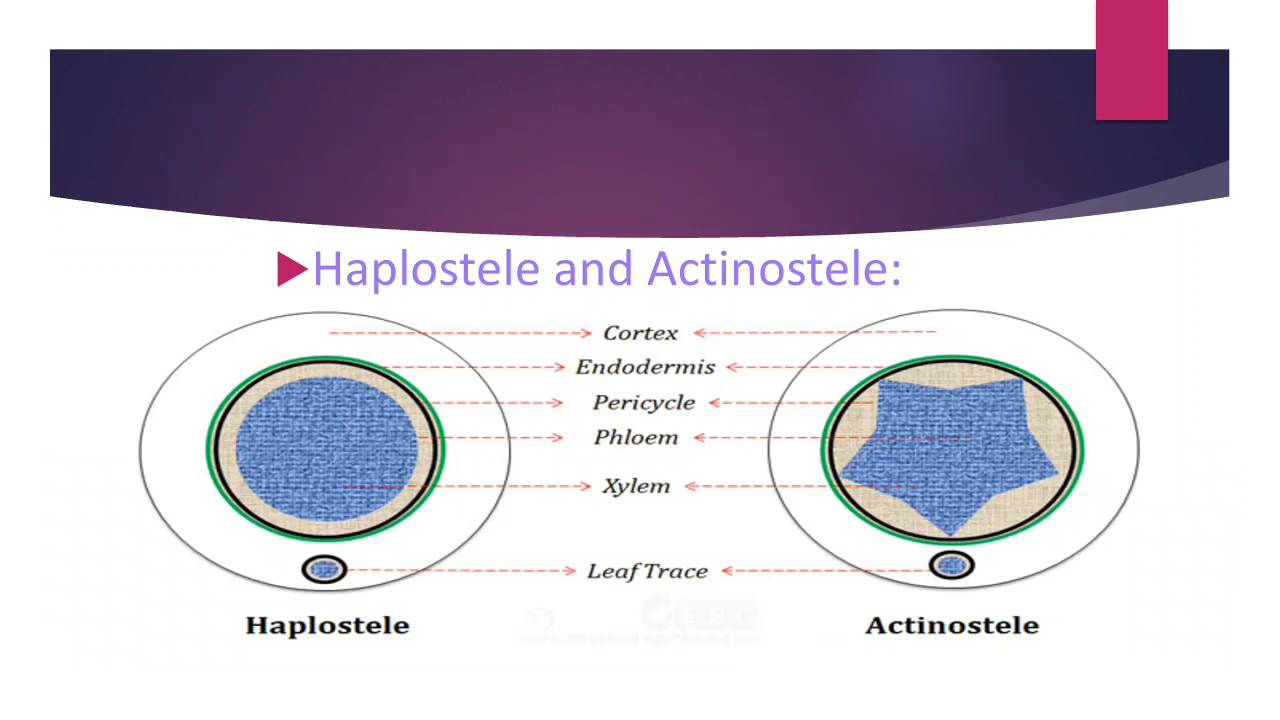 Haplostele and Actinostele:
Cortex
Endodermis
Pericycle
Phloem
Xylem
Leaf Trace
Haplostele
Actinostele